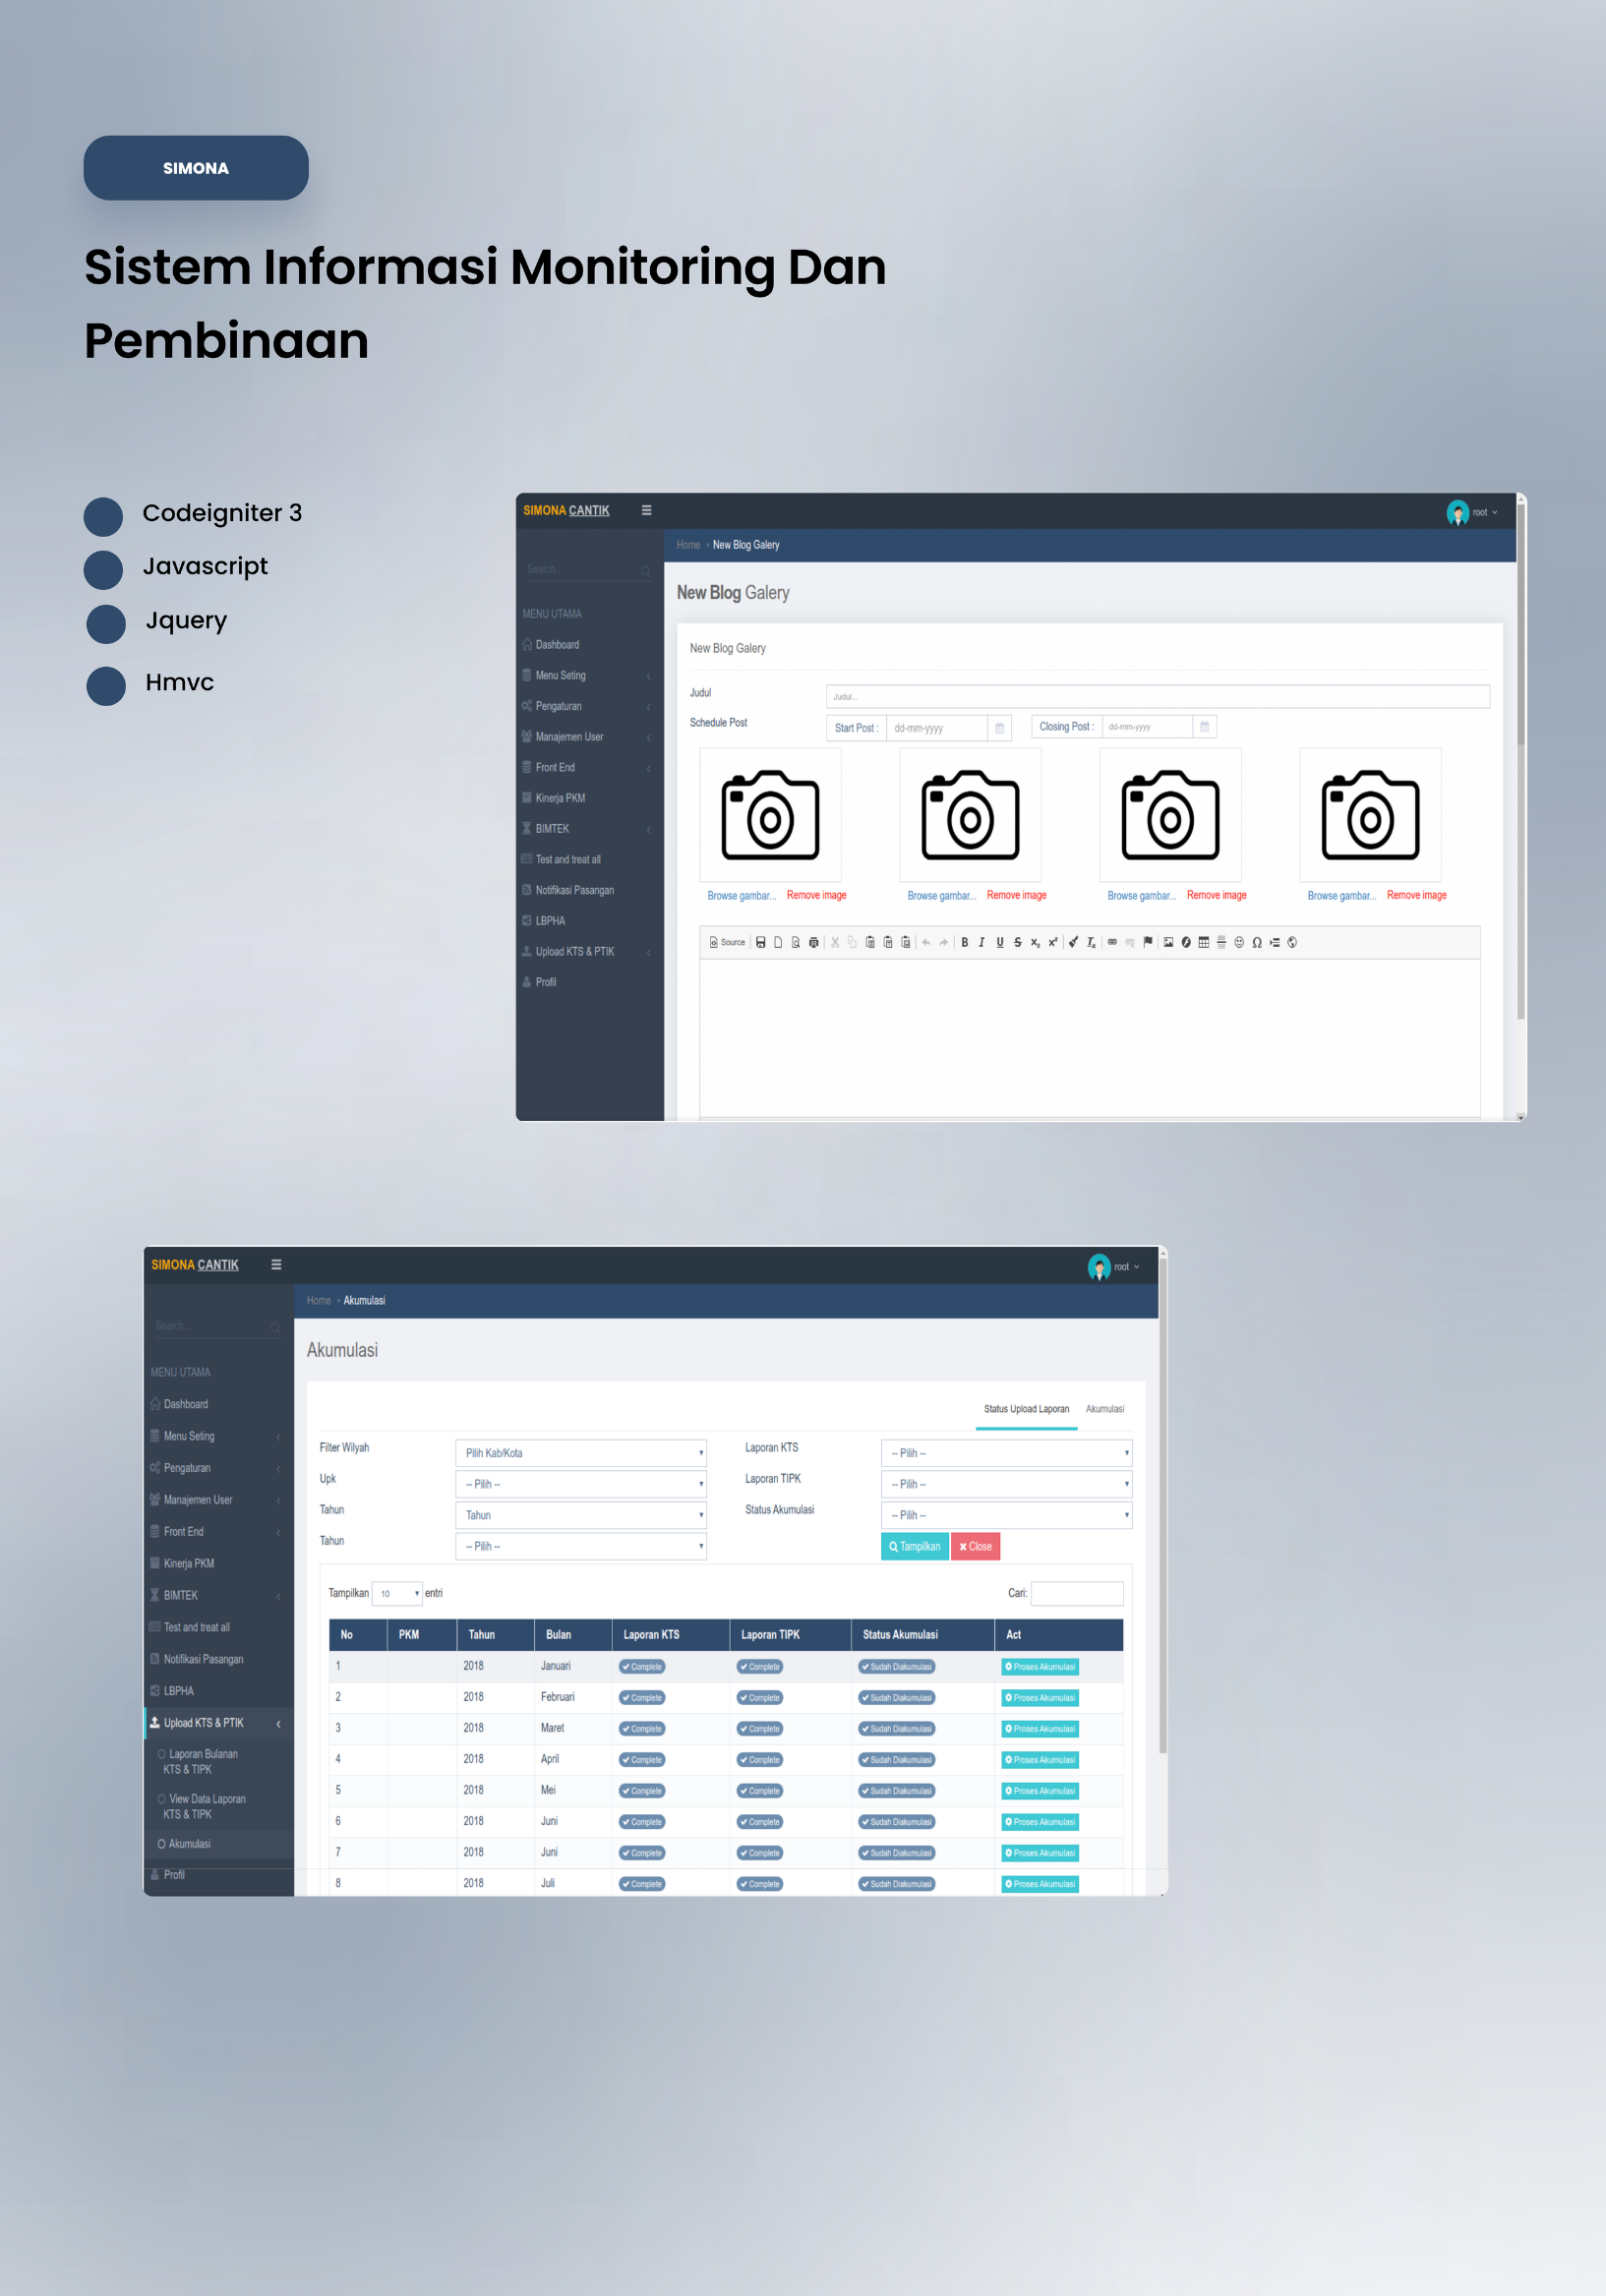 SIMONA
Sistem Informasi Monitoring Dan
Pembinaan
Codeigniter 3
Javascript
Jquery
Hmvc
SIMONA CANTIK
root
Home • New Blog Galery
Search...
New Blog Galery
MENU UTAMA
Dashboard
Menu Seting
Pengaturan
Manajemen User
Front End
Kinerja PKM
BIMTEK
Test and treat all
Notifikasi Pasangan
LBPHA
Upload KTS & PTIK
Profil
New Blog Galery
Judul
Judul...
Schedule Post
Start Post : dd-mm-yyyy
Closing Post : dd-mm-yyyy
Browse gambar... Remove image
Browse gambar... Remove image
Browse gambar... Remove image
Browse gambar... Remove image
Source
SIMONA CANTIK
root
Home • Akumulasi
Search...
Akumulasi
MENU UTAMA
Dashboard
Menu Seting
Pengaturan
Manajemen User
Front End
Kinerja PKM
BIMTEK
Test and treat all
Notifikasi Pasangan
LBPHA
Upload KTS & PTIK
Laporan Bulanan
KTS & TIPK
View Data Laporan
KTS & TIPK
Akumulasi
Profil
Status Upload Laporan Akumulasi
Filter Wilyah Pilih Kab/Kota Laporan KTS -- Pilih --
Upk -- Pilih -- Laporan TIPK -- Pilih --
Tahun Tahun Status Akumulasi -- Pilih --
Tahun -- Pilih -- Tampilkan Close
Tampilkan 10 entri Cari:
No PKM Tahun Bulan Laporan KTS Laporan TIPK Status Akumulasi Act
1 2018 Januari Complete Complete Sudah Diakumulasi Proses Akumulasi
2 2018 Februari Complete Complete Sudah Diakumulasi Proses Akumulasi
3 2018 Maret Complete Complete Sudah Diakumulasi Proses Akumulasi
4 2018 April Complete Complete Sudah Diakumulasi Proses Akumulasi
5 2018 Mei Complete Complete Sudah Diakumulasi Proses Akumulasi
6 2018 Juni Complete Complete Sudah Diakumulasi Proses Akumulasi
7 2018 Juni Complete Complete Sudah Diakumulasi Proses Akumulasi
8 2018 Juli Complete Complete Sudah Diakumulasi Proses Akumulasi